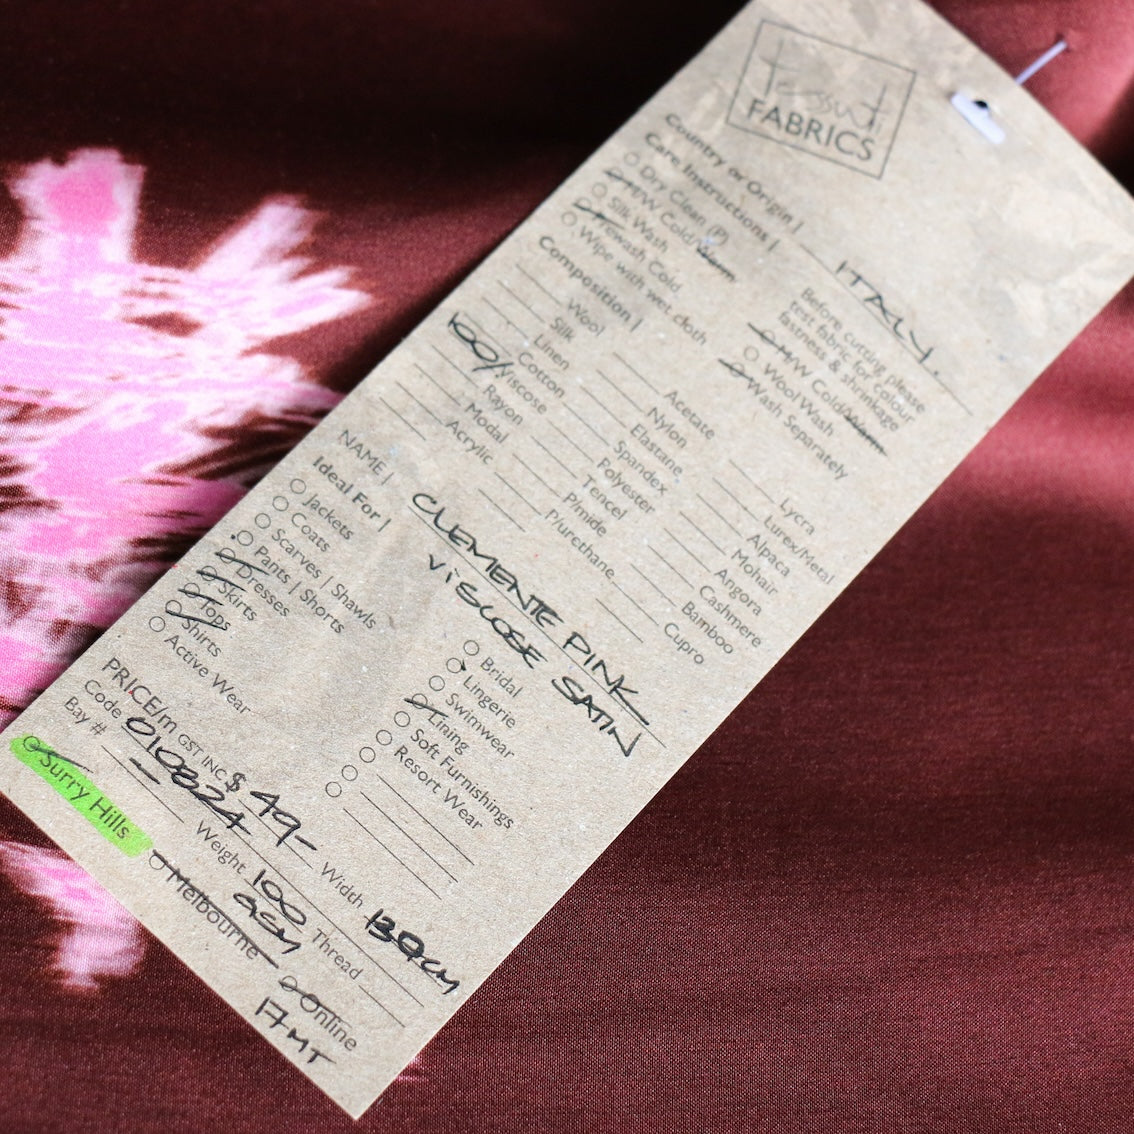 Tessuti
FABRICS
Country or Origin | ITALY.
Care Instructions |
Dry Clean (P)
M/W Cold/Warm
Silk Wash
Prewash Cold
Wipe with wet cloth
Before cutting please
test fabric for colour
fastness & shrinkage
M/W Cold/Warm
Wool Wash
Wash Separately
Composition |
Wool
Silk
Linen
Cotton
100% Viscose
Rayon
Modal
Acrylic
Acetate
Nylon
Elastane
Spandex
Polyester
Tencel
P/mide
P/urethane
Lycra
Lurex/Metal
Alpaca
Mohair
Angora
Cashmere
Bamboo
Cupro
NAME | CLEMENTE PINK
VISCOSE SATIN
Ideal For |
Jackets
Coats
Scarves | Shawls
Pants | Shorts
Dresses
Skirts
Tops
Shirts
Active Wear
Bridal
Lingerie
Swimwear
Lining
Soft Furnishings
Resort Wear
PRICE/m GST INC $49- Width
Code 010824 Weight 100 GSM Thread
Bay #
Surry Hills Melbourne Online
17MT